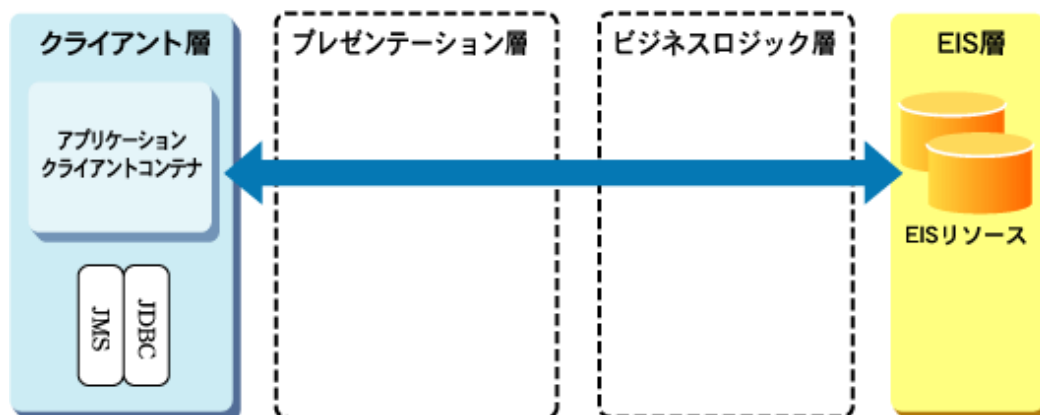 クライアント層
プレゼンテーション層
ビジネスロジック層
EIS層
アプリケーション
クライアントコンテナ
EISリソース
JMS
JDBC